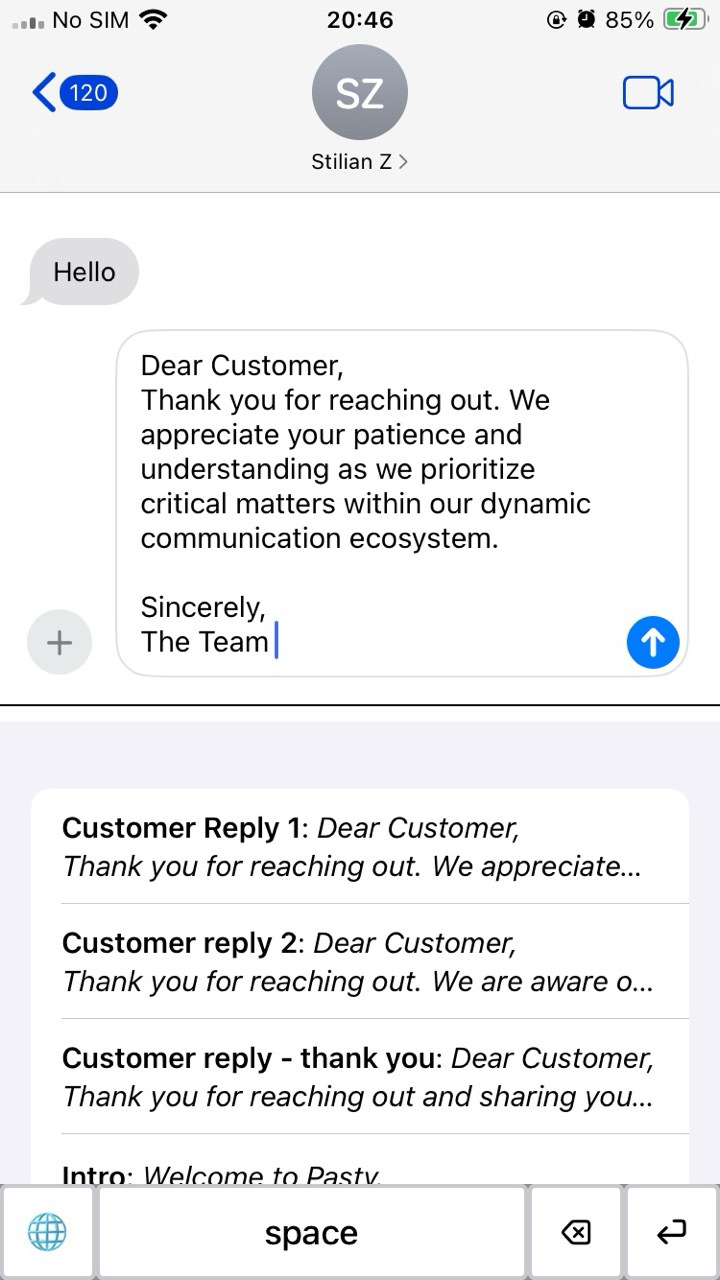 No SIM 20:46 85%
120
SZ
Stilian Z
Hello
Dear Customer,
Thank you for reaching out. We
appreciate your patience and
understanding as we prioritize
critical matters within our dynamic
communication ecosystem.
Sincerely,
The Team
Customer Reply 1: Dear Customer,
Thank you for reaching out. We appreciate...
Customer reply 2: Dear Customer,
Thank you for reaching out. We are aware o...
Customer reply - thank you: Dear Customer,
Thank you for reaching out and sharing you...
Intro: Welcome to Pasty.
space